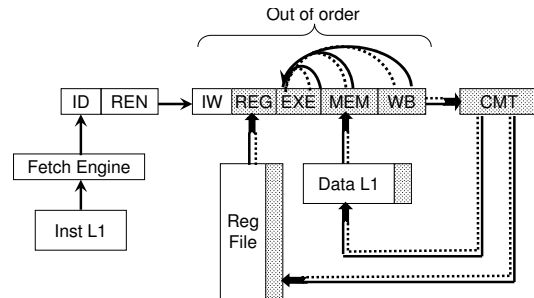 Out of order
ID REN IW REG EXE MEM WB CMT
Fetch Engine
Inst L1
Reg
File
Data L1